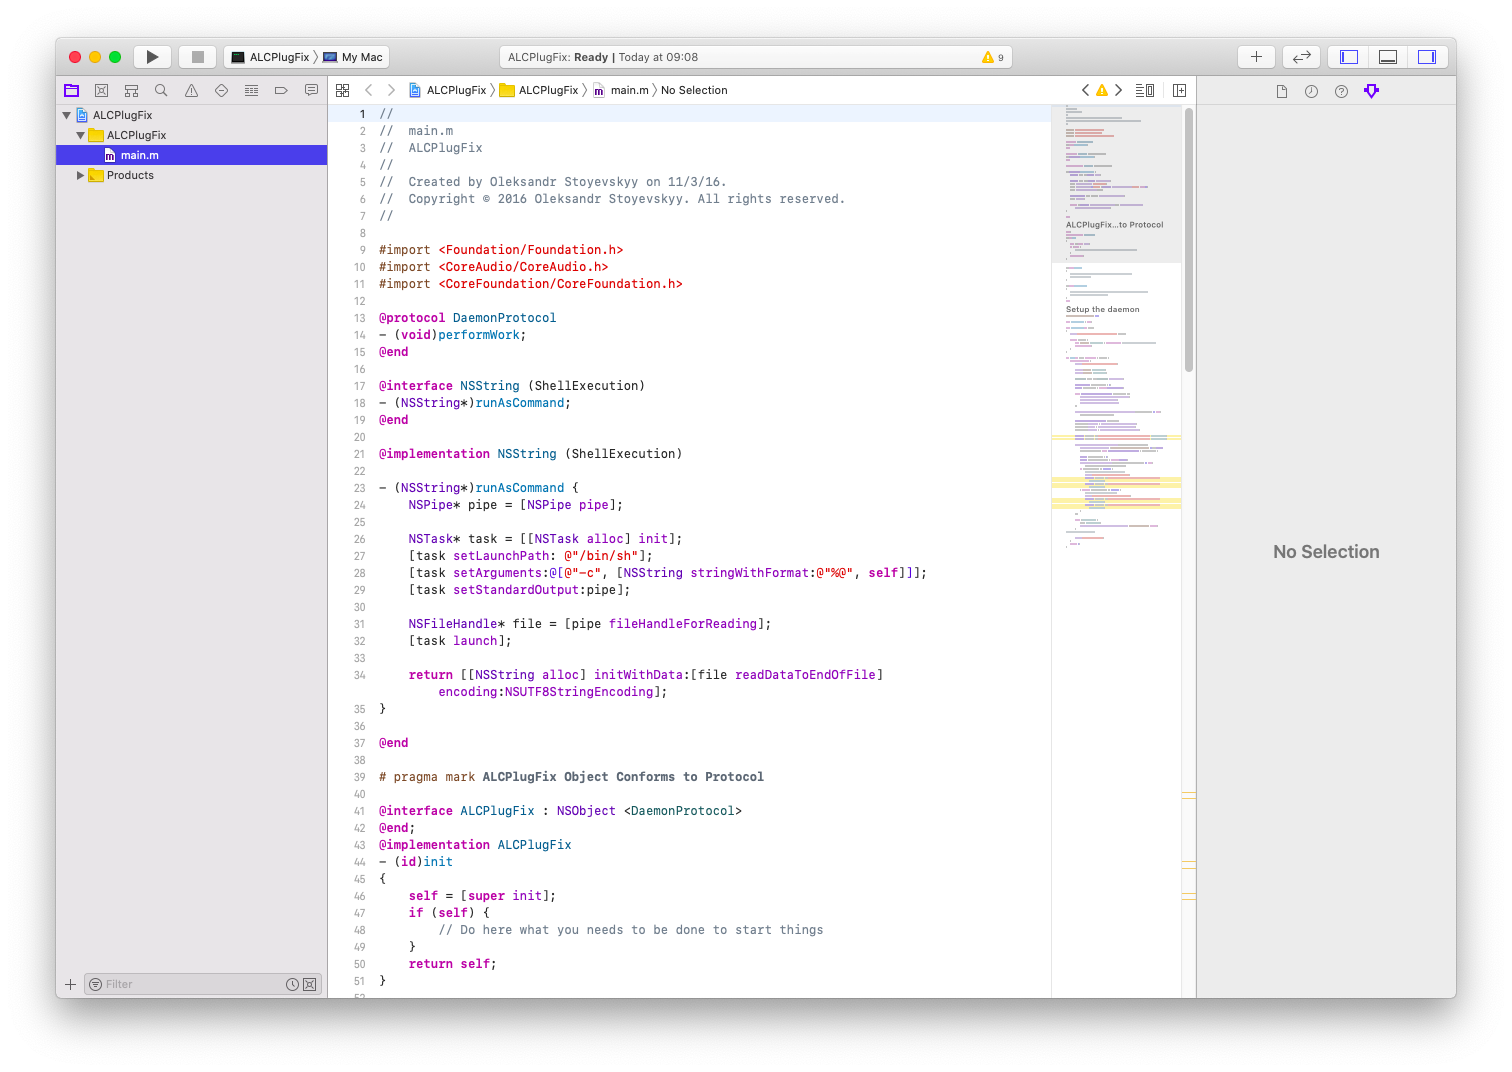 ALCPlugFix My Mac
ALCPlugFix: Ready | Today at 09:08
9
ALCPlugFix ALCPlugFix main.m No Selection
ALCPlugFix
ALCPlugFix
main.m
Products
1 //
2 //  main.m
3 //  ALCPlugFix
4 //
5 //  Created by Oleksandr Stoyevskyy on 11/3/16.
6 //  Copyright © 2016 Oleksandr Stoyevskyy. All rights reserved.
7 //
8
9 #import <Foundation/Foundation.h>
10 #import <CoreAudio/CoreAudio.h>
11 #import <CoreFoundation/CoreFoundation.h>
12
13 @protocol DaemonProtocol
14 - (void)performWork;
15 @end
16
17 @interface NSString (ShellExecution)
18 - (NSString*)runAsCommand;
19 @end
20
21 @implementation NSString (ShellExecution)
22
23 - (NSString*)runAsCommand {
24     NSPipe* pipe = [NSPipe pipe];
25
26     NSTask* task = [[NSTask alloc] init];
27     [task setLaunchPath: @"/bin/sh"];
28     [task setArguments:@[@"-c", [NSString stringWithFormat:@"%@", self]]];
29     [task setStandardOutput:pipe];
30
31     NSFileHandle* file = [pipe fileHandleForReading];
32     [task launch];
33
34     return [[NSString alloc] initWithData:[file readDataToEndOfFile]
encoding:NSUTF8StringEncoding];
35 }
36
37 @end
38
39 # pragma mark ALCPlugFix Object Conforms to Protocol
40
41 @interface ALCPlugFix : NSObject <DaemonProtocol>
42 @end;
43 @implementation ALCPlugFix
44 - (id)init
45 {
46     self = [super init];
47     if (self) {
48         // Do here what you needs to be done to start things
49     }
50     return self;
51 }
52
ALCPlugFix...to Protocol
Setup the daemon
No Selection
Filter